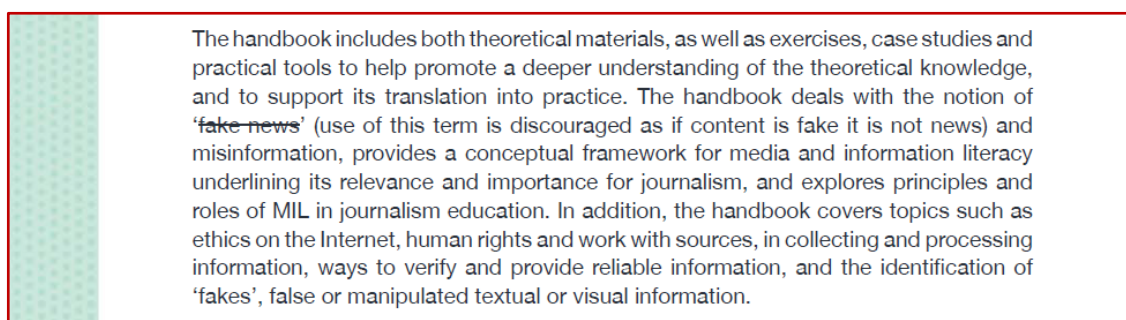 The handbook includes both theoretical materials, as well as exercises, case studies and
practical tools to help promote a deeper understanding of the theoretical knowledge,
and to support its translation into practice. The handbook deals with the notion of
‘fake news’ (use of this term is discouraged as if content is fake it is not news) and
misinformation, provides a conceptual framework for media and information literacy
underlining its relevance and importance for journalism, and explores principles and
roles of MIL in journalism education. In addition, the handbook covers topics such as
ethics on the Internet, human rights and work with sources, in collecting and processing
information, ways to verify and provide reliable information, and the identification of
‘fakes’, false or manipulated textual or visual information.